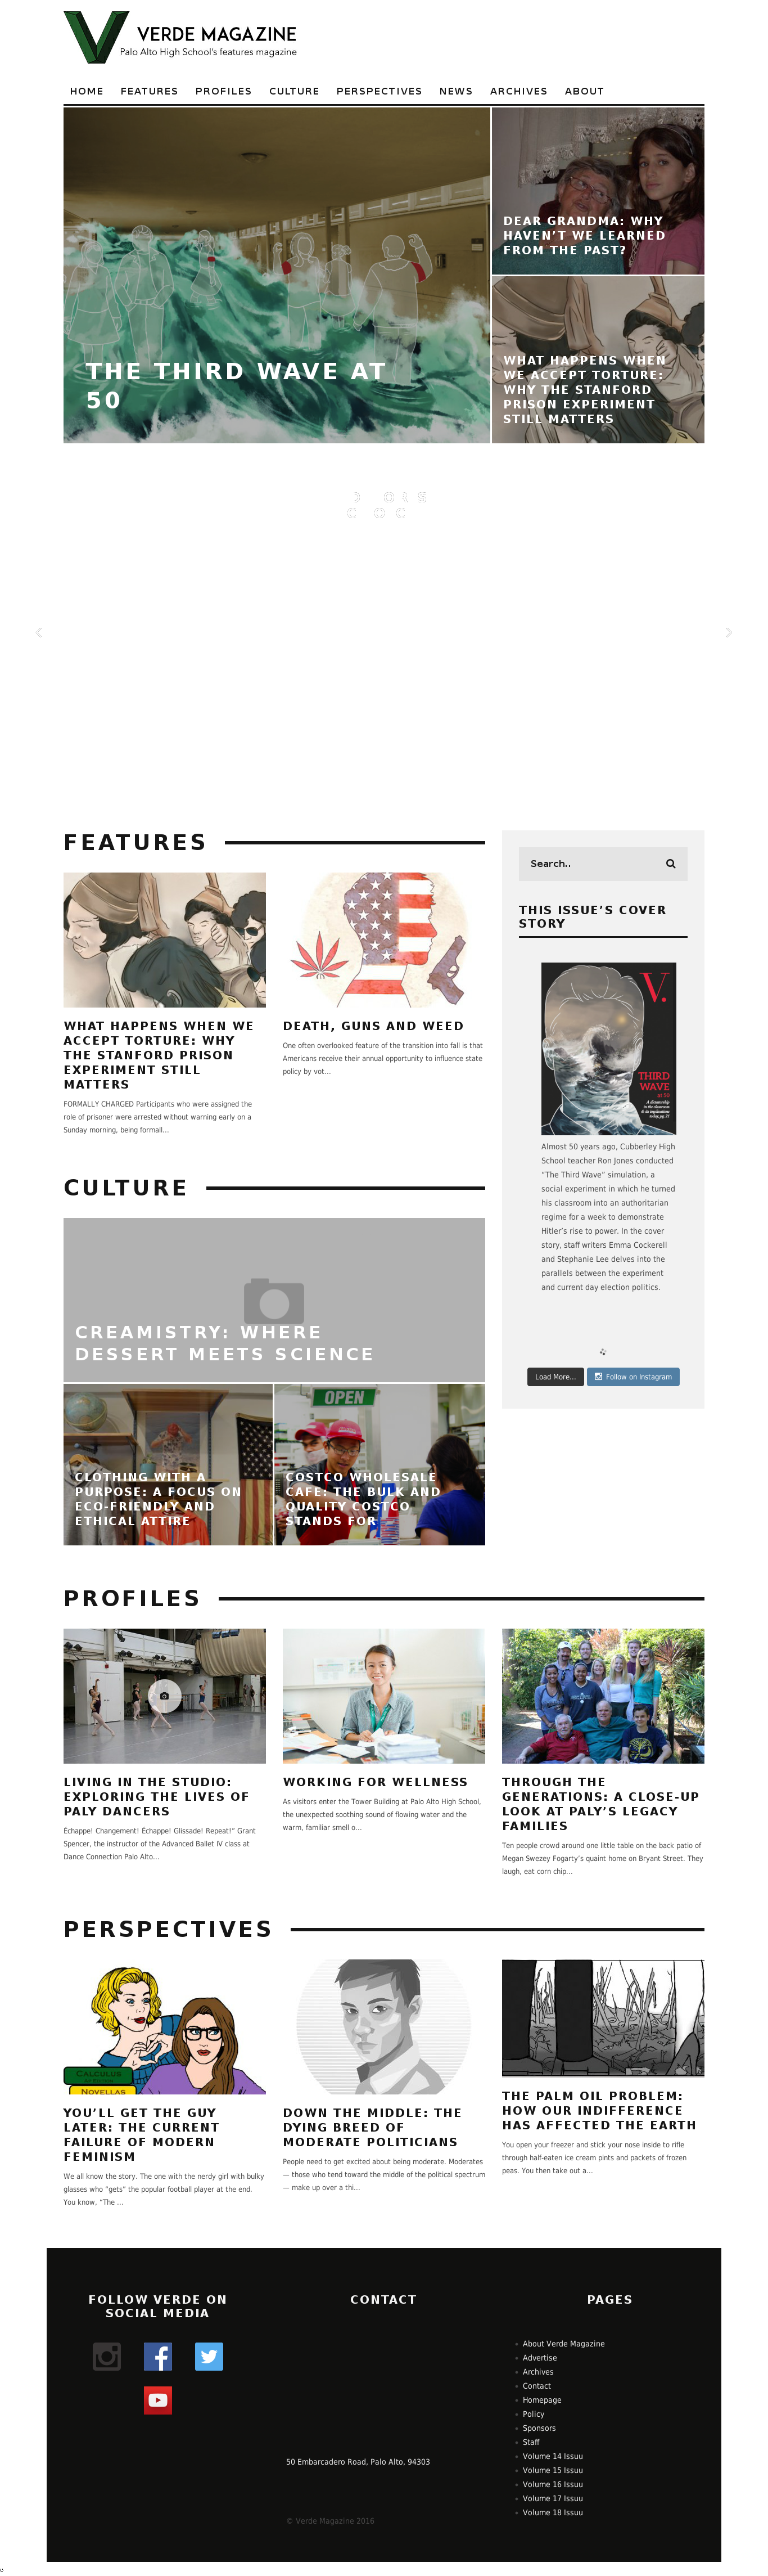 VERDE MAGAZINE
Palo Alto High School's features magazine
HOME FEATURES PROFILES CULTURE PERSPECTIVES NEWS ARCHIVES ABOUT
THE THIRD WAVE AT
50
DEAR GRANDMA: WHY
HAVEN'T WE LEARNED
FROM THE PAST?
WHAT HAPPENS WHEN
WE ACCEPT TORTURE:
WHY THE STANFORD
PRISON EXPERIMENT
STILL MATTERS
FEATURES
WHAT HAPPENS WHEN WE
ACCEPT TORTURE: WHY
THE STANFORD PRISON
EXPERIMENT STILL
MATTERS
FORMALLY CHARGED Participants who were assigned the
role of prisoner were arrested without warning early on a
Sunday morning, being formall...
DEATH, GUNS AND WEED
One often overlooked feature of the transition into fall is that
Americans receive their annual opportunity to influence state
policy by vot...
Search..
THIS ISSUE'S COVER
STORY
V.
THIRD
WAVE
at 50
A dictatorship
in the classroom
& its implications
today pg. 21
Almost 50 years ago, Cubberley High
School teacher Ron Jones conducted
"The Third Wave" simulation, a
social experiment in which he turned
his classroom into an authoritarian
regime for a week to demonstrate
Hitler's rise to power. In the cover
story, staff writers Emma Cockerell
and Stephanie Lee delves into the
parallels between the experiment
and current day election politics.
Load More...
Follow on Instagram
CULTURE
CREAMISTRY: WHERE
DESSERT MEETS SCIENCE
CLOTHING WITH A
PURPOSE: A FOCUS ON
ECO-FRIENDLY AND
ETHICAL ATTIRE
OPEN
COSTCO WHOLESALE
CAFE: THE BULK AND
QUALITY COSTCO
STANDS FOR
PROFILES
LIVING IN THE STUDIO:
EXPLORING THE LIVES OF
PALY DANCERS
Échappe! Changement! Échappe! Glissade! Repeat!" Grant
Spencer, the instructor of the Advanced Ballet IV class at
Dance Connection Palo Alto...
WORKING FOR WELLNESS
As visitors enter the Tower Building at Palo Alto High School,
the unexpected soothing sound of flowing water and the
warm, familiar smell o...
THROUGH THE
GENERATIONS: A CLOSE-UP
LOOK AT PALY'S LEGACY
FAMILIES
Ten people crowd around one little table on the back patio of
Megan Swezey Fogarty's quaint home on Bryant Street. They
laugh, eat corn chip...
PERSPECTIVES
CALCULUS
NOVELLAS
YOU'LL GET THE GUY
LATER: THE CURRENT
FAILURE OF MODERN
FEMINISM
We all know the story. The one with the nerdy girl with bulky
glasses who "gets" the popular football player at the end.
You know, "The ...
DOWN THE MIDDLE: THE
DYING BREED OF
MODERATE POLITICIANS
People need to get excited about being moderate. Moderates
— those who tend toward the middle of the political spectrum
— make up over a thi...
THE PALM OIL PROBLEM:
HOW OUR INDIFFERENCE
HAS AFFECTED THE EARTH
You open your freezer and stick your nose inside to rifle
through half-eaten ice cream pints and packets of frozen
peas. You then take out a...
FOLLOW VERDE ON
SOCIAL MEDIA
CONTACT
50 Embarcadero Road, Palo Alto, 94303
© Verde Magazine 2016
PAGES
About Verde Magazine
Advertise
Archives
Contact
Homepage
Policy
Sponsors
Staff
Volume 14 Issuu
Volume 15 Issuu
Volume 16 Issuu
Volume 17 Issuu
Volume 18 Issuu